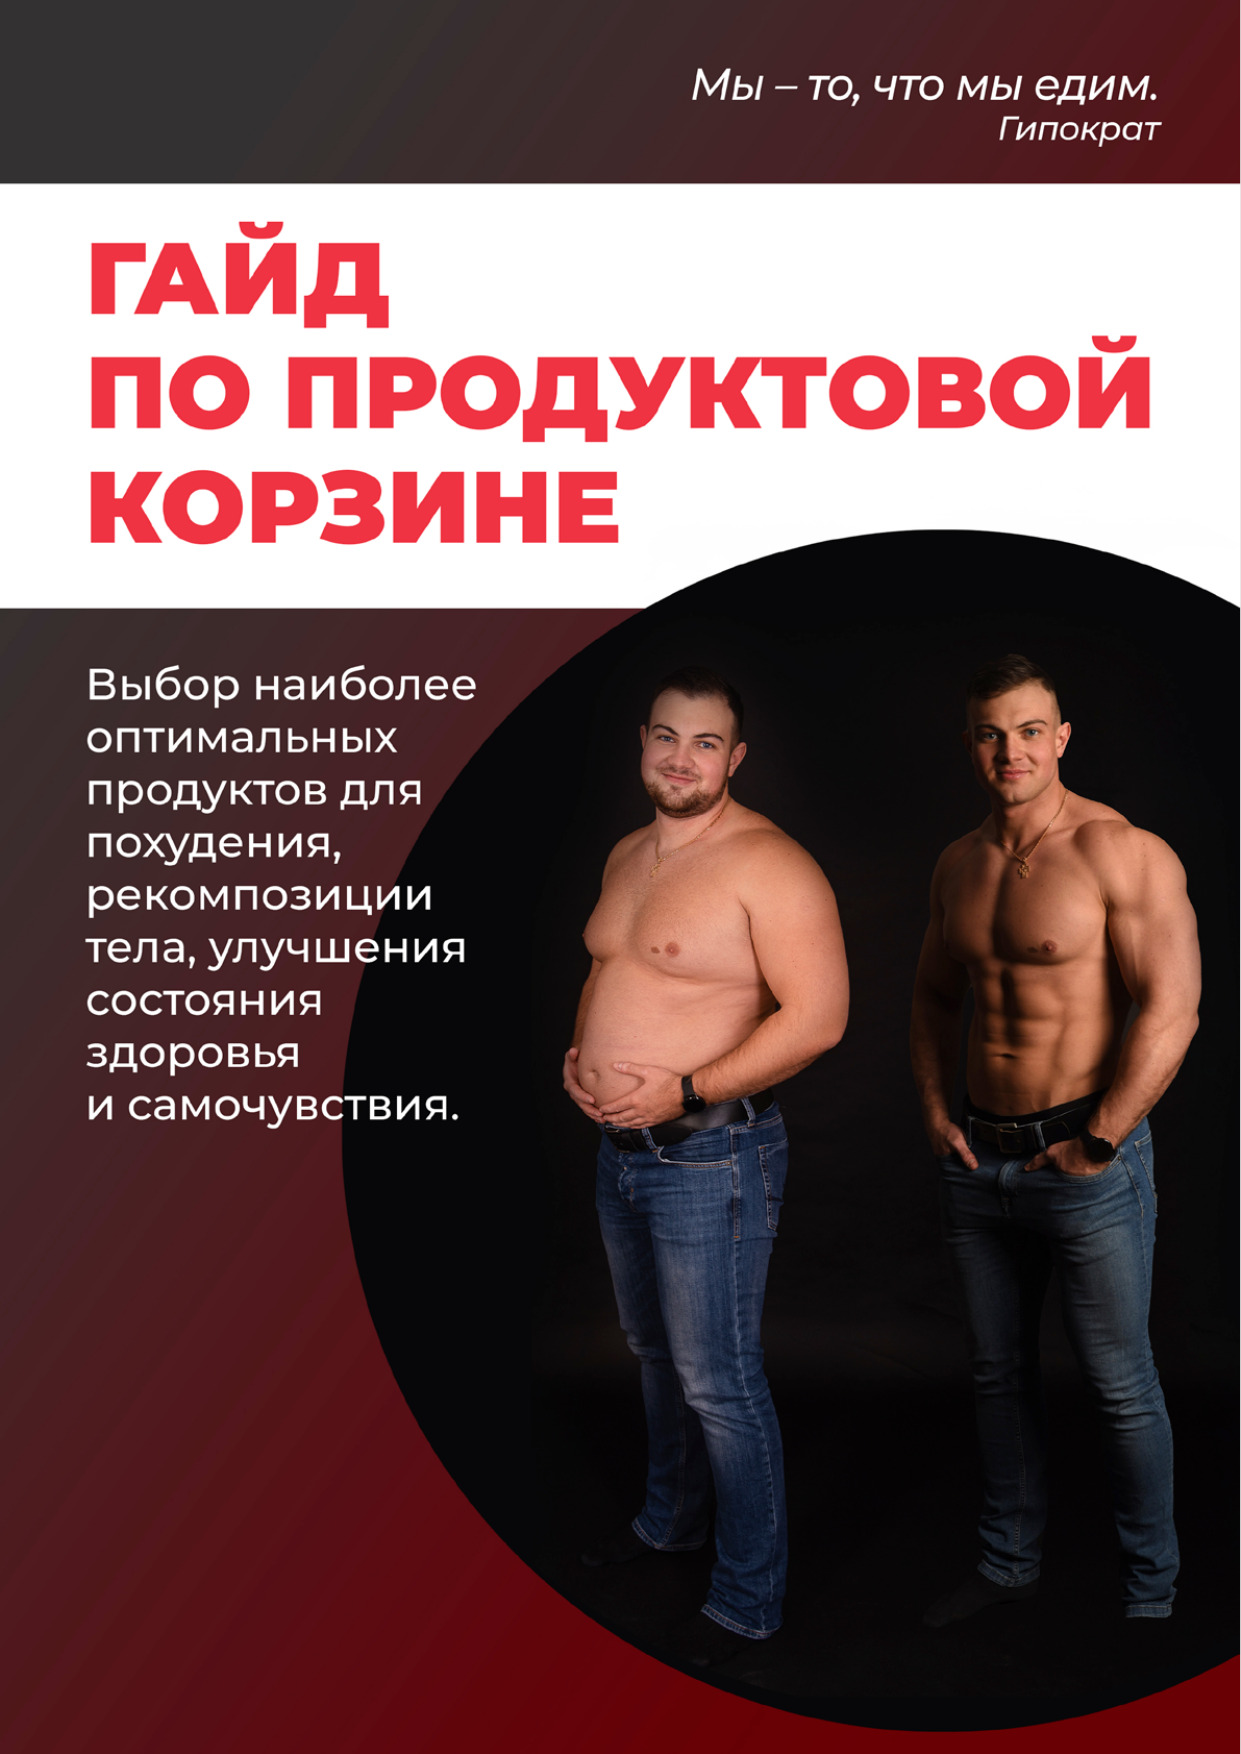 Мы – то, что мы едим.
Гипократ
ГАЙД
ПО ПРОДУКТОВОЙ
КОРЗИНЕ
Выбор наиболее
оптимальных
продуктов для
похудения,
рекомпозиции
тела, улучшения
состояния
здоровья
и самочувствия.